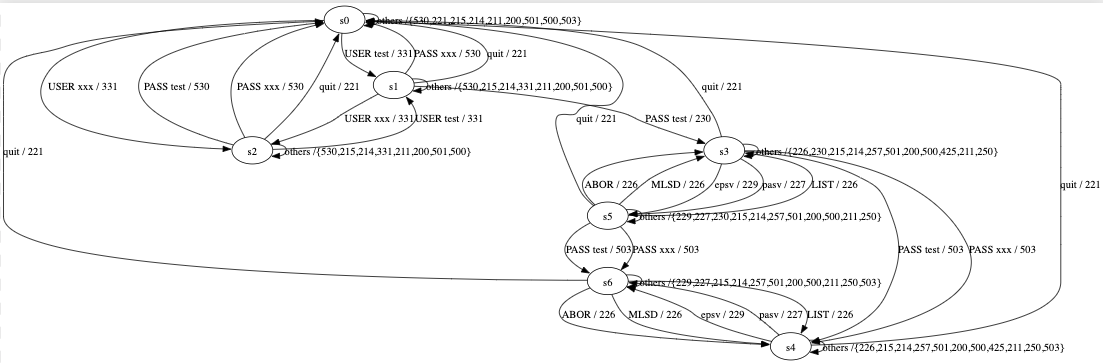 s0
others /{530,221,215,214,211,200,501,500,503}
USER test / 331
PASS xxx / 530
quit / 221
s1
others /{530,215,214,331,211,200,501,500}
USER xxx / 331
PASS test / 530
PASS xxx / 530
quit / 221
quit / 221
USER xxx / 331
USER test / 331
quit / 221
PASS test / 230
s2
others /{530,215,214,331,211,200,501,500}
quit / 221
s3
others /{226,230,215,214,257,501,200,500,425,211,250}
ABOR / 226
MLSD / 226
epsv / 229
pasv / 227
LIST / 226
quit / 221
s5
others /{229,227,230,215,214,257,501,200,500,211,250}
PASS test / 503
PASS xxx / 503
PASS test / 503
PASS xxx / 503
s6
others /{229,227,215,214,257,501,200,500,211,250,503}
ABOR / 226
MLSD / 226
epsv / 229
pasv / 227
LIST / 226
s4
others /{226,215,214,257,501,200,500,425,211,250,503}